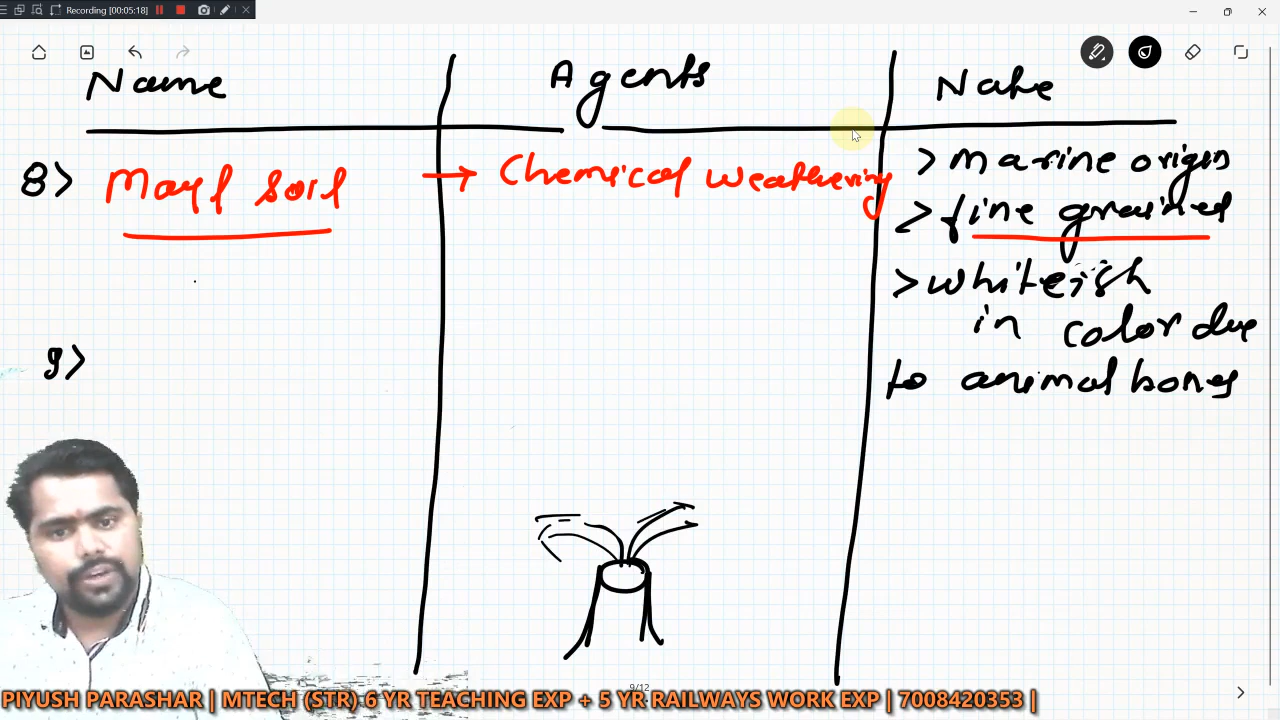 Recording [00:05:18]
Name Agents Note
8> Marl soil → Chemical weathering > marine origin
> fine grained
> whiteish
in color due
to animal bones
9>
9/12
PIYUSH PARASHAR | MTECH (STR) 6 YR TEACHING EXP + 5 YR RAILWAYS WORK EXP | 7008420353 |